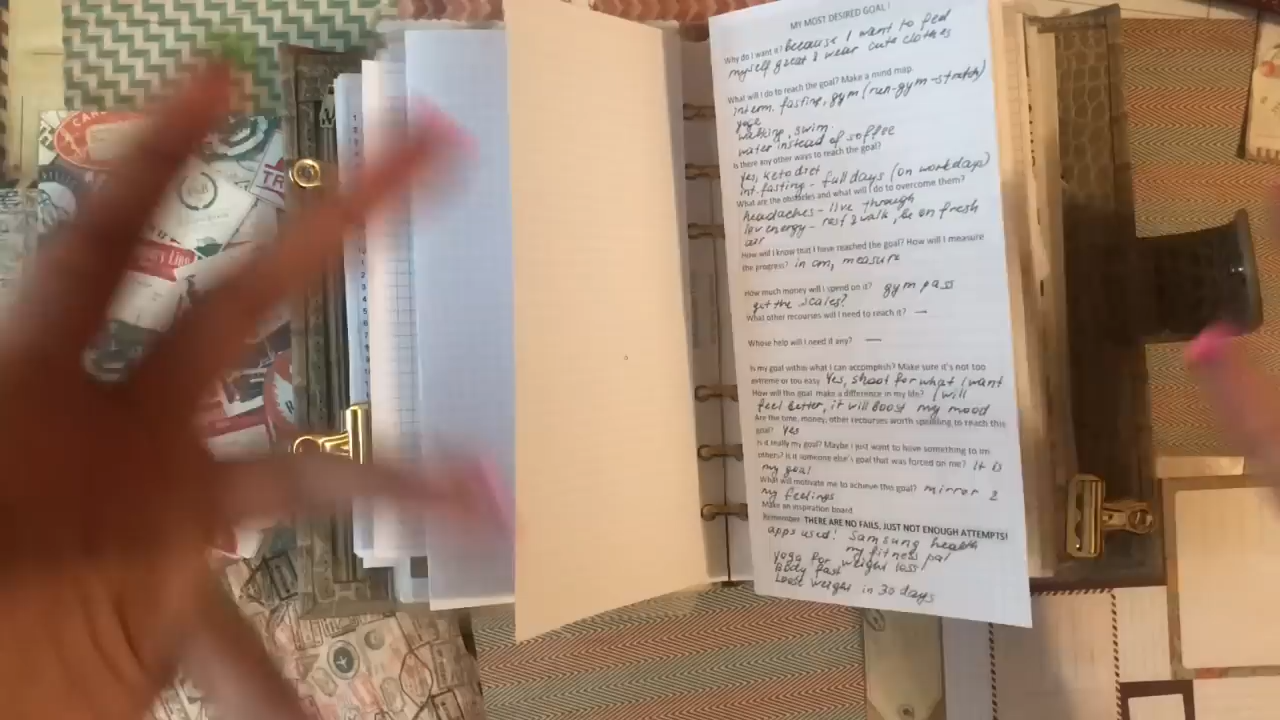 MY MOST DESIRED GOAL!
Why do I want it? because I want to feel
myself great & wear cute clothes
What will I do to reach the goal? Make a mind map.
interm. fasting, gym (run-gym-stretch)
walking, swim
water instead of coffee
Is there any other ways to reach the goal?
yes, keto diet
int. fasting - full days (on workdays)
What are the obstacles and what will I do to overcome them?
headaches - live through
low energy - rest & walk, be on fresh
air
How will I know that I have reached the goal? How will I measure
the progress? in cm, measure
How much money will I spend on it? gym pass
get the scales?
What other recourses will I need to reach it? —
Whose help will I need if any? —
Is my goal within what I can accomplish? Make sure it's not too
extreme or too easy Yes, shoot for what I want
How will this goal make a difference in my life? I will
feel better, it will boost my mood
Are the time, money, other recourses worth spending to reach this
goal? Yes
Is it really my goal? Maybe I just want to have something to im
others? Is it someone else's goal that was forced on me? It is
my goal
What will motivate me to achieve this goal? mirror &
my feelings
Make an inspiration board
Remember: THERE ARE NO FAILS, JUST NOT ENOUGH ATTEMPTS!
apps used: Samsung health
my fitness pal
Yoga for weight loss
Body fast
Loose weight in 30 days